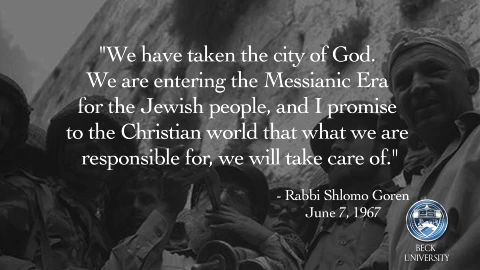 "We have taken the city of God.
We are entering the Messianic Era
for the Jewish people, and I promise
to the Christian world that what we are
responsible for, we will take care of."
- Rabbi Shlomo Goren
June 7, 1967
BECK
UNIVERSITY